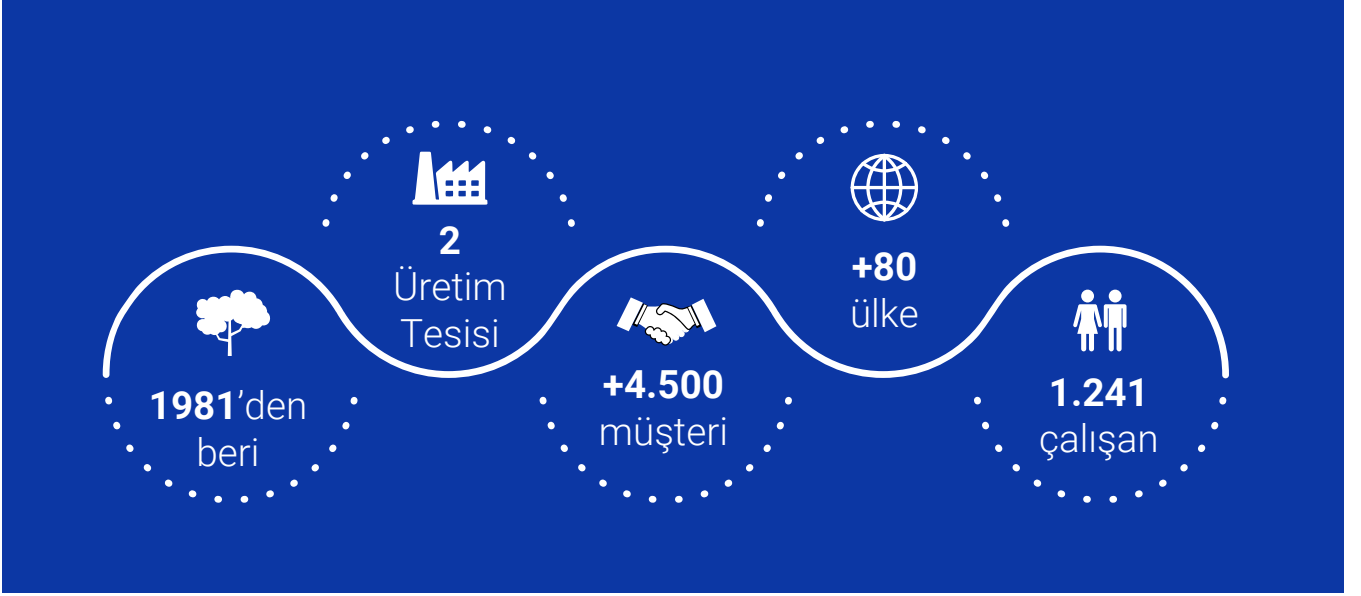 1981’den
beri
2
Üretim
Tesisi
+4.500
müşteri
+80
ülke
1.241
çalışan